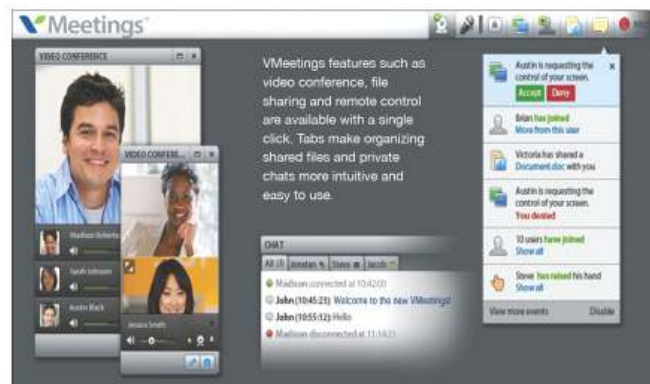 VMeetings
VIDEO CONFERENCE
VIDEO CONFERE...
Madison Roberts
Sarah Johnson
Austin Black
Jessica Smith
VMeetings features such as
video conference, file
sharing and remote control
are available with a single
click. Tabs make organizing
shared files and private
chats more intuitive and
easy to use.
CHAT
All (3) Jonatan Steve Jacob
Madison connected at 10:42:00
John (10:45:23): Welcome to the new VMeetings!
John (10:55:12): Hello
Madison disconnected at 11:14:21
Austin is requesting the
control of your screen.
Accept Deny
Brian has joined
More from this user
Victoria has shared a
Document.doc with you
Austin is requesting the
control of your screen.
You denied
10 users have joined
Show all
Steve has raised his hand
Show all
View more events Disable